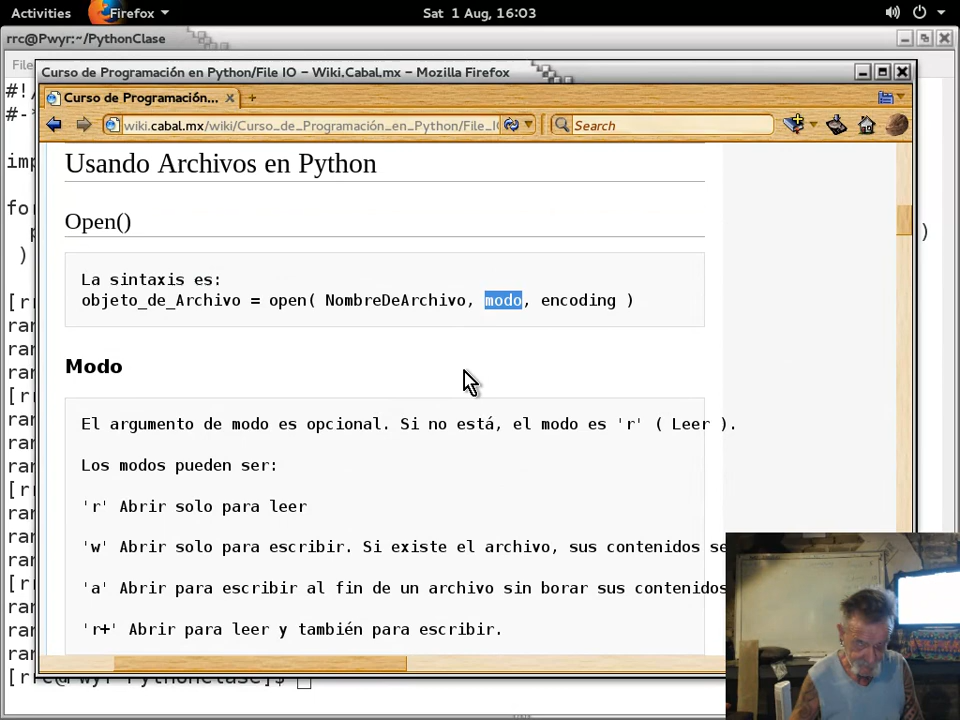 Activities Firefox Sat 1 Aug, 16:03
rrc@Pwyr:~/PythonClase
File
Curso de Programación en Python/File IO - Wiki.Cabal.mx - Mozilla Firefox
Curso de Programación... x +
wiki.cabal.mx/wiki/Curso_de_Programación_en_Python/File_I
Search
Usando Archivos en Python
Open()
La sintaxis es:
objeto_de_Archivo = open( NombreDeArchivo, modo, encoding )
Modo
El argumento de modo es opcional. Si no está, el modo es 'r' ( Leer ).
Los modos pueden ser:
'r' Abrir solo para leer
'w' Abrir solo para escribir. Si existe el archivo, sus contenidos se
'a' Abrir para escribir al fin de un archivo sin borar sus contenidos
'r+' Abrir para leer y también para escribir.